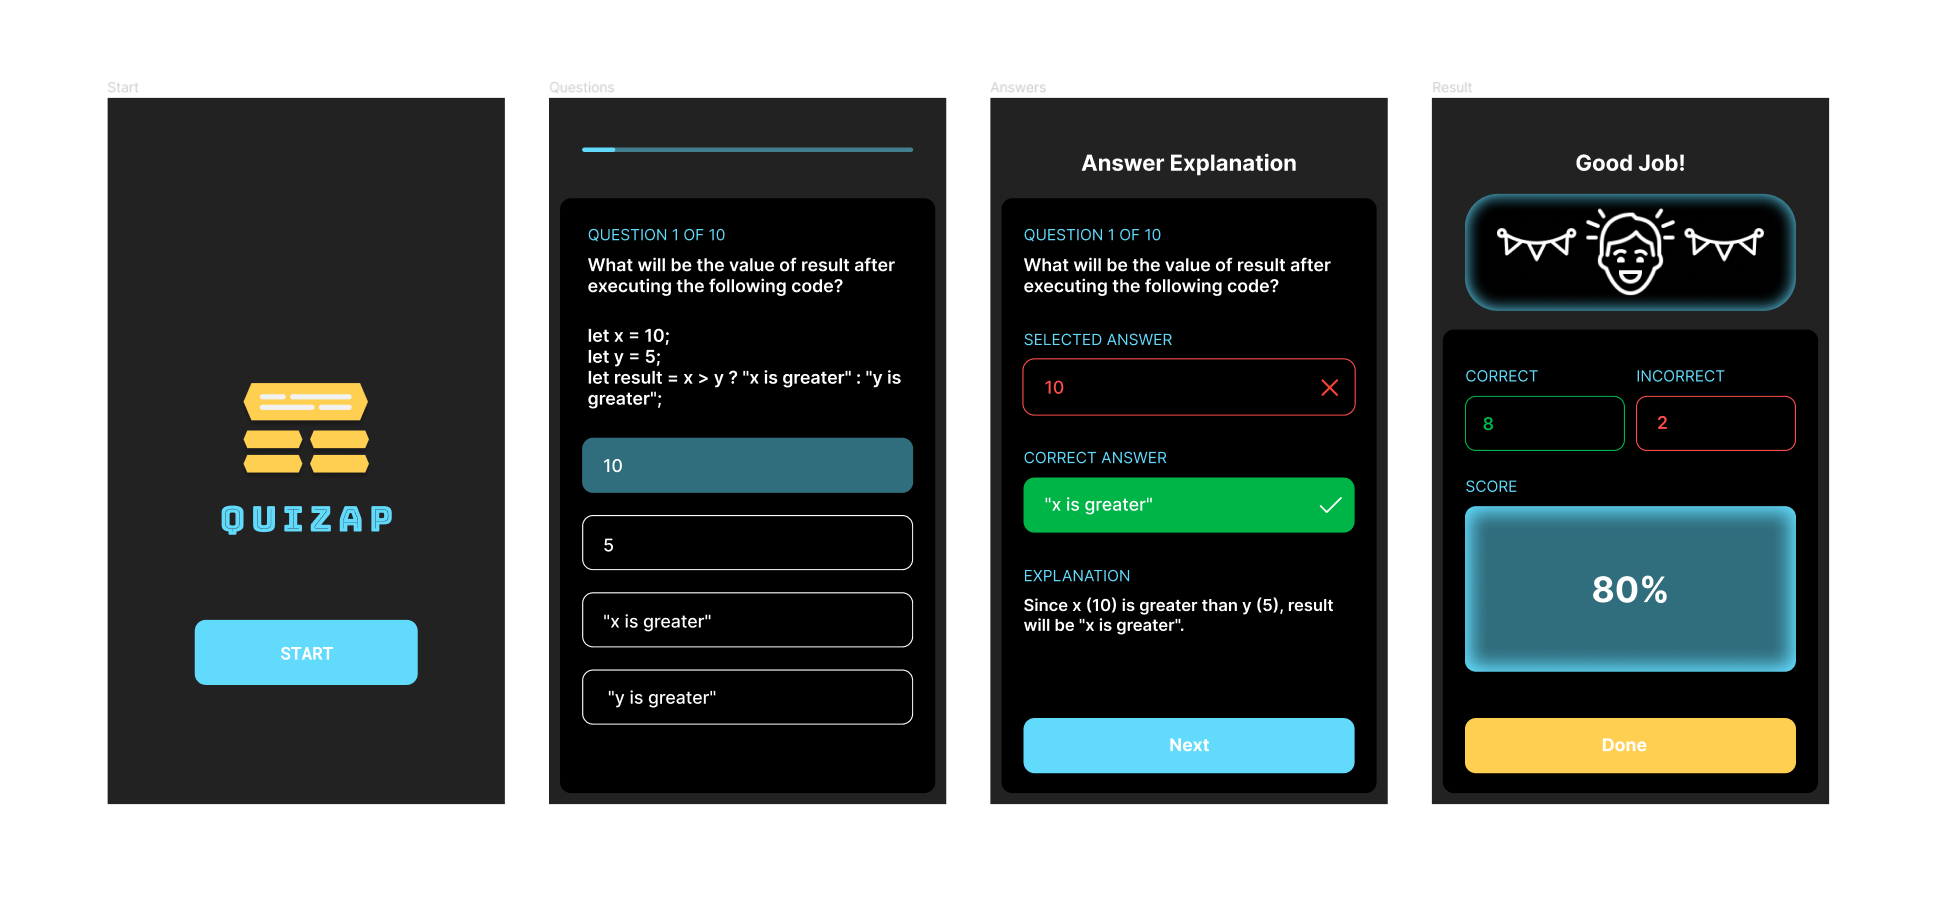 Start
QUIZAP
START
Questions
QUESTION 1 OF 10
What will be the value of result after
executing the following code?
let x = 10;
let y = 5;
let result = x > y ? "x is greater" : "y is
greater";
10
5
"x is greater"
"y is greater"
Answers
Answer Explanation
QUESTION 1 OF 10
What will be the value of result after
executing the following code?
SELECTED ANSWER
10
CORRECT ANSWER
"x is greater"
EXPLANATION
Since x (10) is greater than y (5), result
will be "x is greater".
Next
Result
Good Job!
CORRECT
INCORRECT
8
2
SCORE
80%
Done